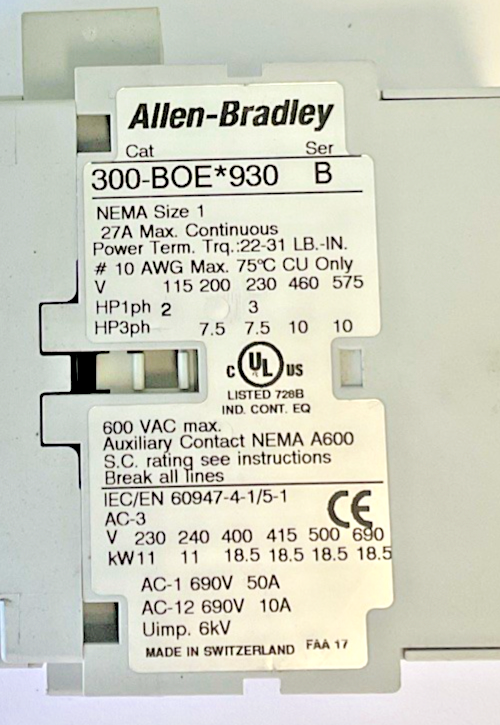 Allen-Bradley
Cat Ser
300-BOE*930 B
NEMA Size 1
27A Max. Continuous
Power Term. Trq.:22-31 LB.-IN.
# 10 AWG Max. 75°C CU Only
V 115 200 230 460 575
HP1ph 2 3
HP3ph 7.5 7.5 10 10
c UL US
LISTED 728B
IND. CONT. EQ
600 VAC max.
Auxiliary Contact NEMA A600
S.C. rating see instructions
Break all lines
IEC/EN 60947-4-1/5-1
AC-3 CE
V 230 240 400 415 500 690
kW11 11 18.5 18.5 18.5 18.5
AC-1 690V 50A
AC-12 690V 10A
Uimp. 6kV
MADE IN SWITZERLAND FAA 17